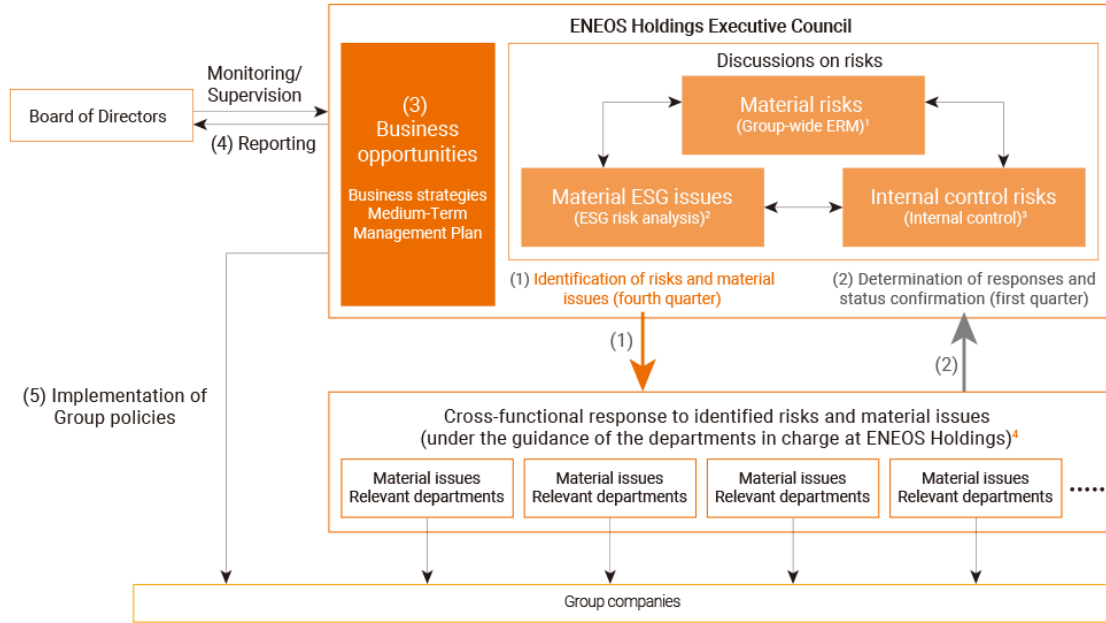 ENEOS Holdings Executive Council
Board of Directors
Monitoring/
Supervision
(4) Reporting
(3)
Business
opportunities
Business strategies
Medium-Term
Management Plan
Discussions on risks
Material risks
(Group-wide ERM)1
Material ESG issues
(ESG risk analysis)2
Internal control risks
(Internal control)3
(1) Identification of risks and material
issues (fourth quarter)
(2) Determination of responses and
status confirmation (first quarter)
(1)
(2)
(5) Implementation of
Group policies
Cross-functional response to identified risks and material issues
(under the guidance of the departments in charge at ENEOS Holdings)4
Material issues
Relevant departments
Material issues
Relevant departments
Material issues
Relevant departments
Material issues
Relevant departments
•••••
Group companies